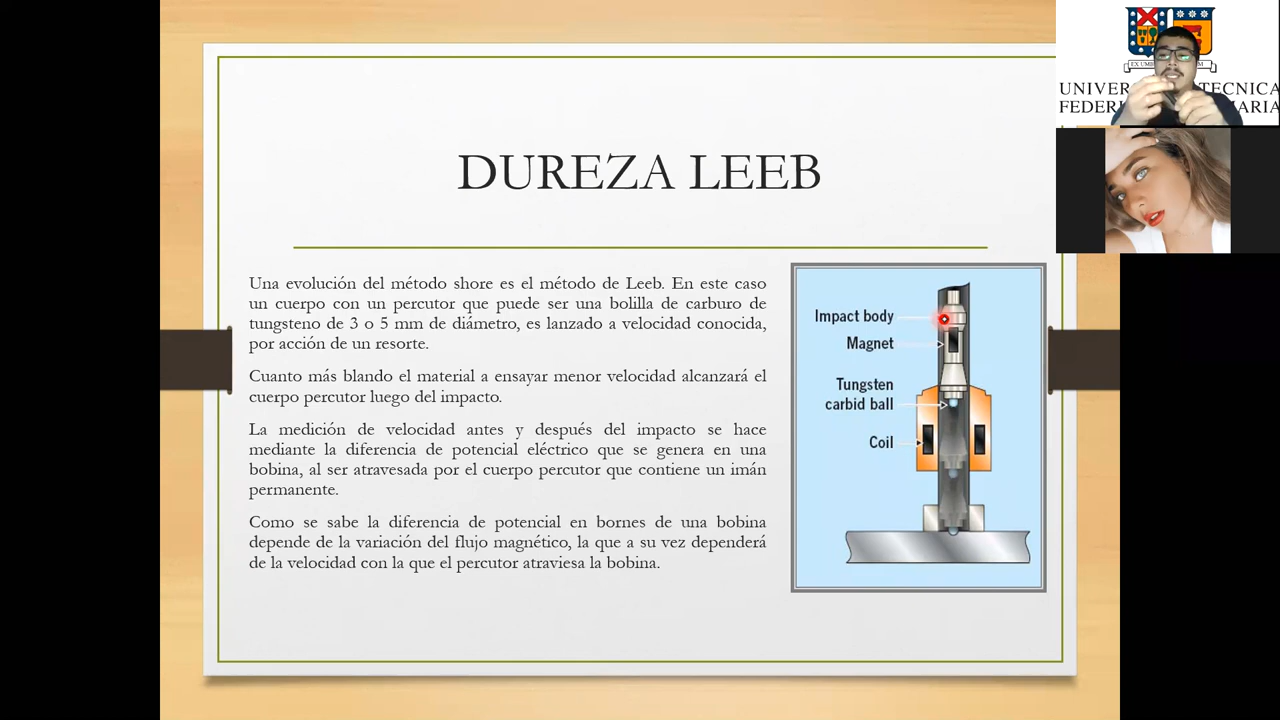 DUREZA LEEB
Una evolución del método shore es el método de Leeb. En este caso
un cuerpo con un percutor que puede ser una bolilla de carburo de
tungsteno de 3 o 5 mm de diámetro, es lanzado a velocidad conocida,
por acción de un resorte.
Cuanto más blando el material a ensayar menor velocidad alcanzará el
cuerpo percutor luego del impacto.
La medición de velocidad antes y después del impacto se hace
mediante la diferencia de potencial eléctrico que se genera en una
bobina, al ser atravesada por el cuerpo percutor que contiene un imán
permanente.
Como se sabe la diferencia de potencial en bornes de una bobina
depende de la variación del flujo magnético, la que a su vez dependerá
de la velocidad con la que el percutor atraviesa la bobina.
Impact body
Magnet
Tungsten
carbid ball
Coil